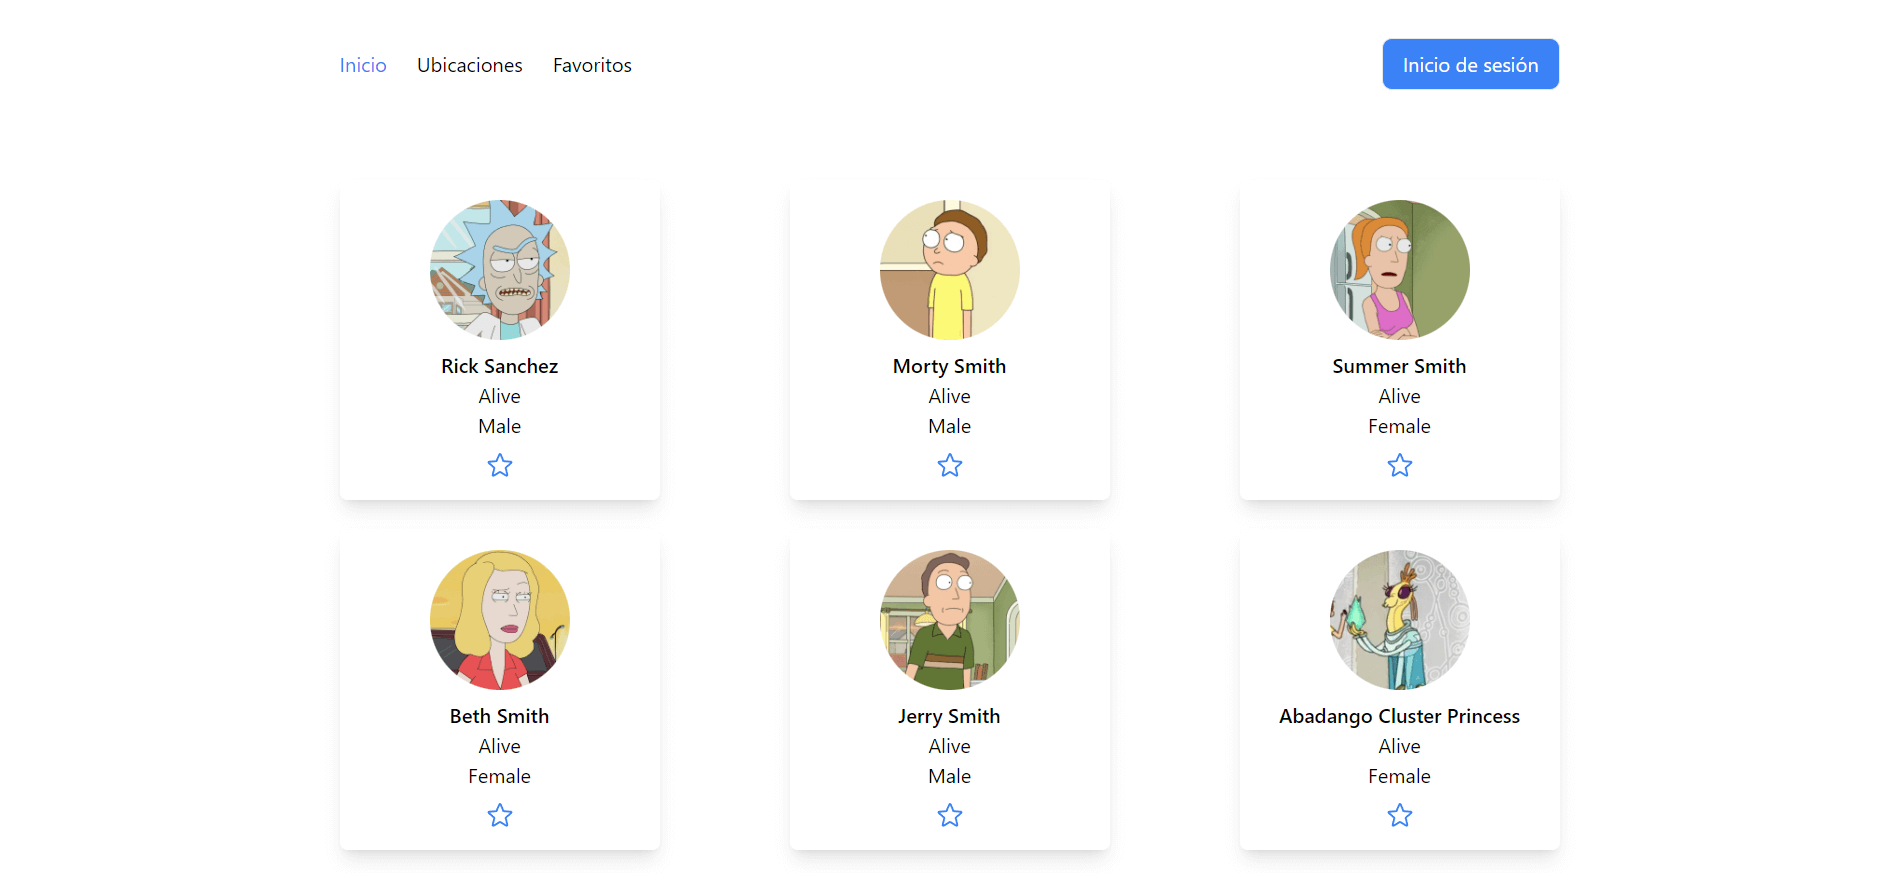 Inicio Ubicaciones Favoritos Inicio de sesión
Rick Sanchez
Alive
Male
Morty Smith
Alive
Male
Summer Smith
Alive
Female
Beth Smith
Alive
Female
Jerry Smith
Alive
Male
Abadango Cluster Princess
Alive
Female